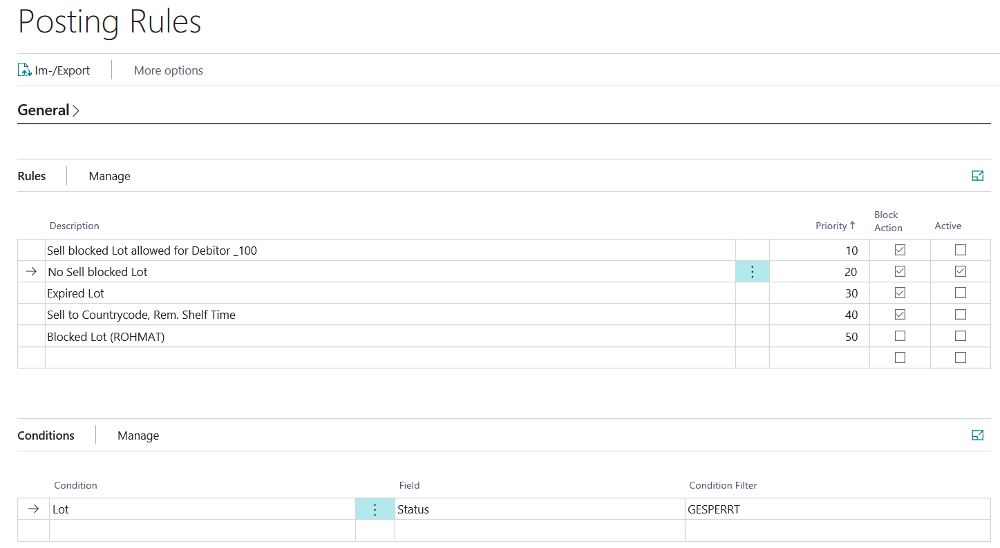 Posting Rules
Im-/Export
More options
General
Rules
Manage
Description
Priority
Block
Action
Active
Sell blocked Lot allowed for Debitor _100
10
No Sell blocked Lot
20
Expired Lot
30
Sell to Countrycode, Rem. Shelf Time
40
Blocked Lot (ROHMAT)
50
Conditions
Manage
Condition
Field
Condition Filter
Lot
Status
GESPERRT